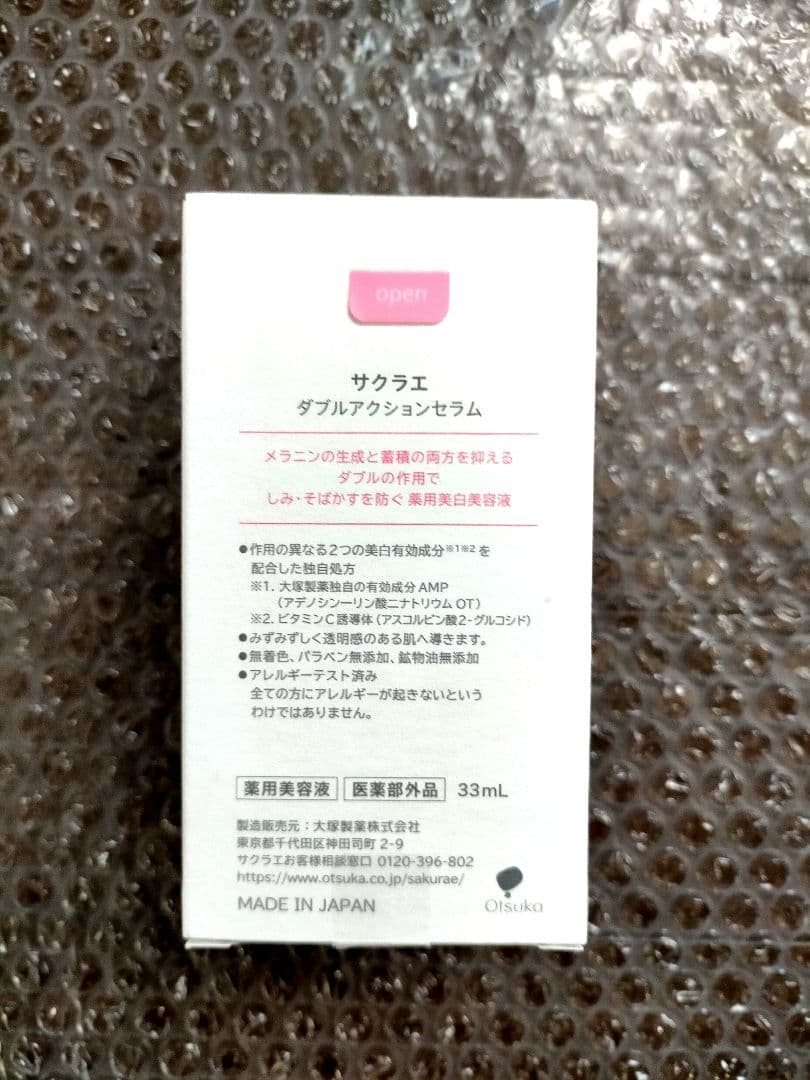 open
サクラエ
ダブルアクションセラム
メラニンの生成と蓄積の両方を抑える
ダブルの作用で
しみ・そばかすを防ぐ 薬用美白美容液
●作用の異なる2つの美白有効成分※1※2を
配合した独自処方
※1. 大塚製薬独自の有効成分AMP
(アデノシン一リン酸二ナトリウム OT)
※2. ビタミンC誘導体(アスコルビン酸2-グルコシド)
●みずみずしく透明感のある肌へ導きます。
●無着色、パラベン無添加、鉱物油無添加
●アレルギーテスト済み
全ての方にアレルギーが起きないという
わけではありません。
薬用美容液 医薬部外品 33mL
製造販売元:大塚製薬株式会社
東京都千代田区神田司町2-9
サクラエお客様相談窓口 0120-396-802
https://www.otsuka.co.jp/sakurae/
MADE IN JAPAN
Otsuka